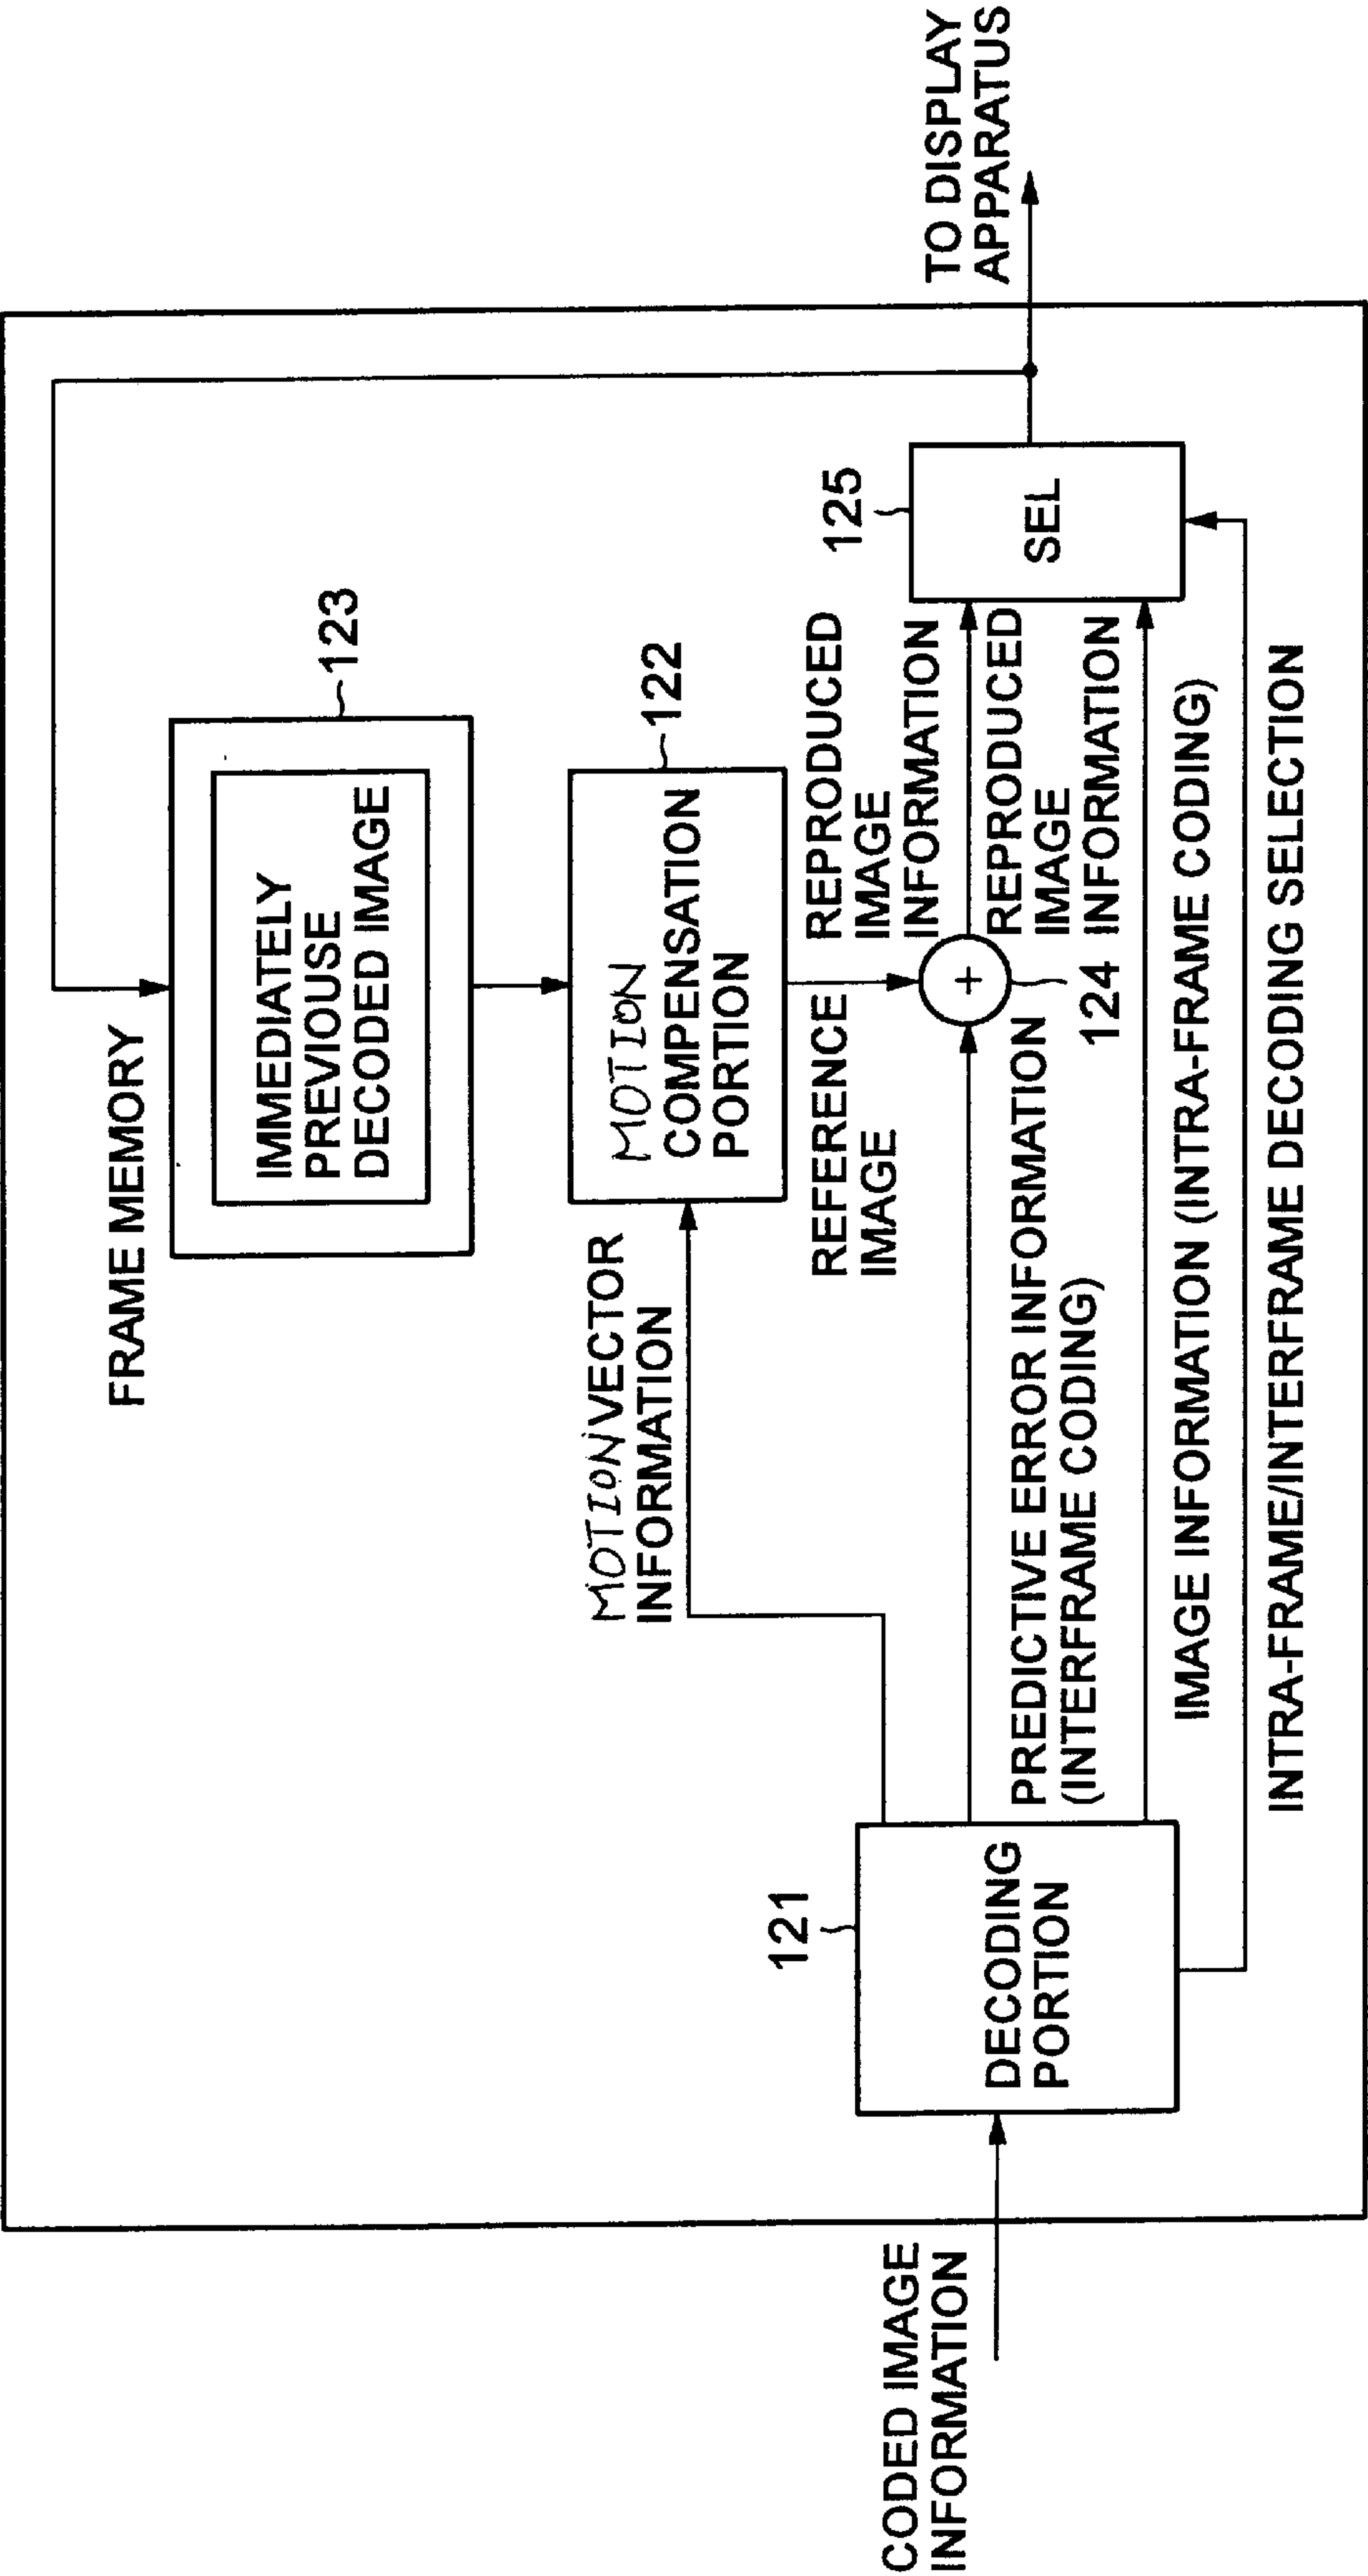 FRAME MEMORY
123
IMMEDIATELY
PREVIOUS
DECODED IMAGE
MOTION VECTOR
INFORMATION
122
MOTION
COMPENSATION
PORTION
REFERENCE
IMAGE
REPRODUCED
IMAGE
INFORMATION
125
SEL
TO DISPLAY
APPARATUS
121
DECODING
PORTION
CODED IMAGE
INFORMATION
+
124
REPRODUCED
IMAGE
INFORMATION
PREDICTIVE ERROR INFORMATION
(INTERFRAME CODING)
IMAGE INFORMATION (INTRA-FRAME CODING)
INTRA-FRAME/INTERFRAME DECODING SELECTION